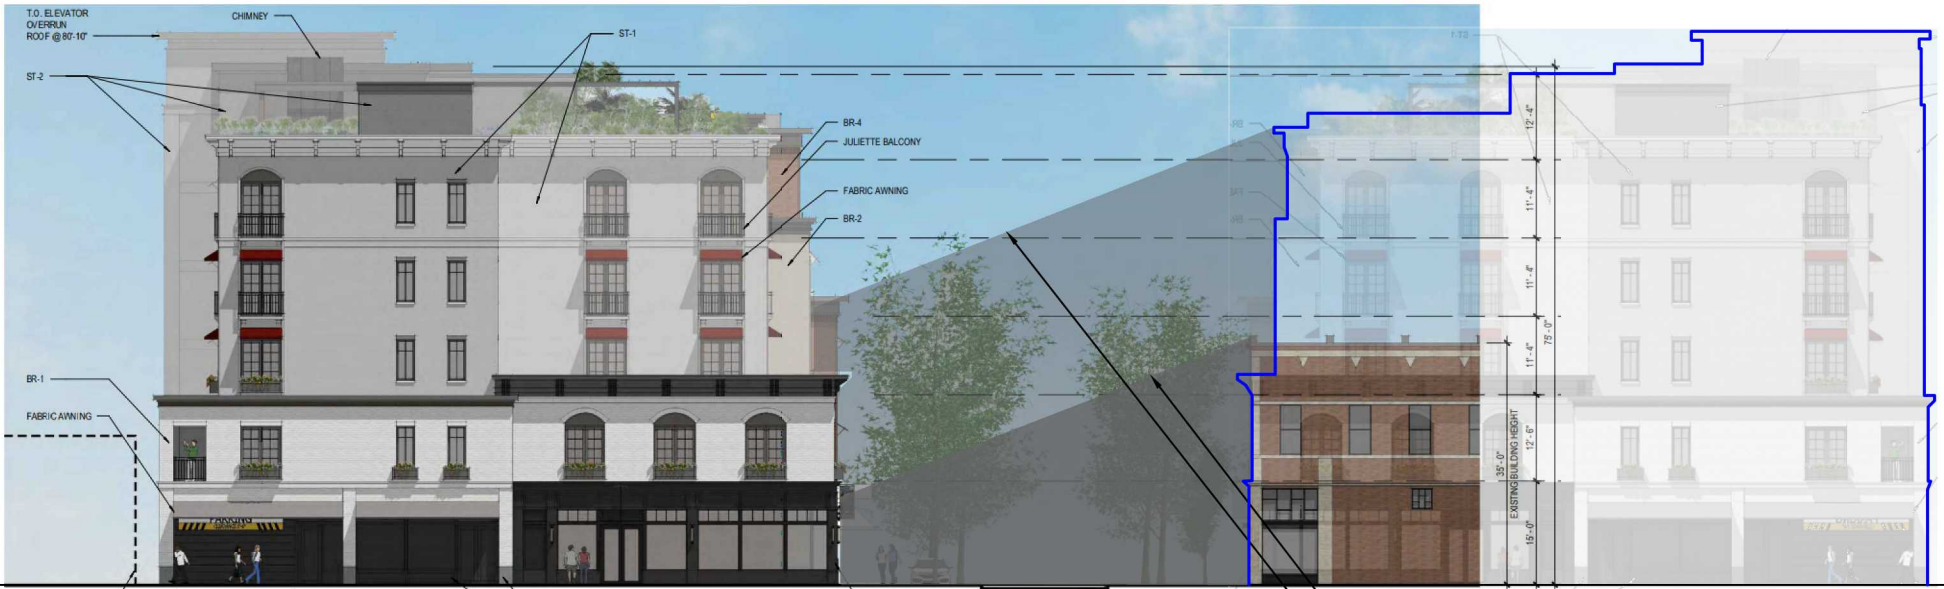 T.O. ELEVATOR
OVERRUN
ROOF @ 80'-10"
CHIMNEY
ST-1
ST-2
BR-4
JULIETTE BALCONY
FABRIC AWNING
BR-2
BR-1
FABRIC AWNING
PARKING
12'-4"
11'-4"
11'-4"
11'-4"
12'-6"
15'-0"
75'-0"
35'-0"
EXISTING BUILDING HEIGHT